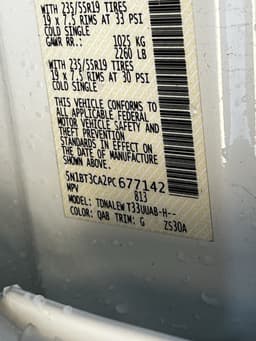 WITH 235/55R19 TIRES
19 x 7.5 RIMS AT 33 PSI
COLD SINGLE
GAWR RR: 1025 KG
2260 LB
WITH 235/55R19 TIRES
19 x 7.5 RIMS AT 30 PSI
COLD SINGLE
THIS VEHICLE CONFORMS TO
ALL APPLICABLE FEDERAL
MOTOR VEHICLE SAFETY
AND THEFT PREVENTION
STANDARDS IN EFFECT ON
THE DATE OF MANUFACTURE
SHOWN ABOVE.
5N1BT3CA2PC677142
MPV 813
MODEL: TDNALEW T33UUAB-H--
COLOR: QAB TRIM: G ZS30A